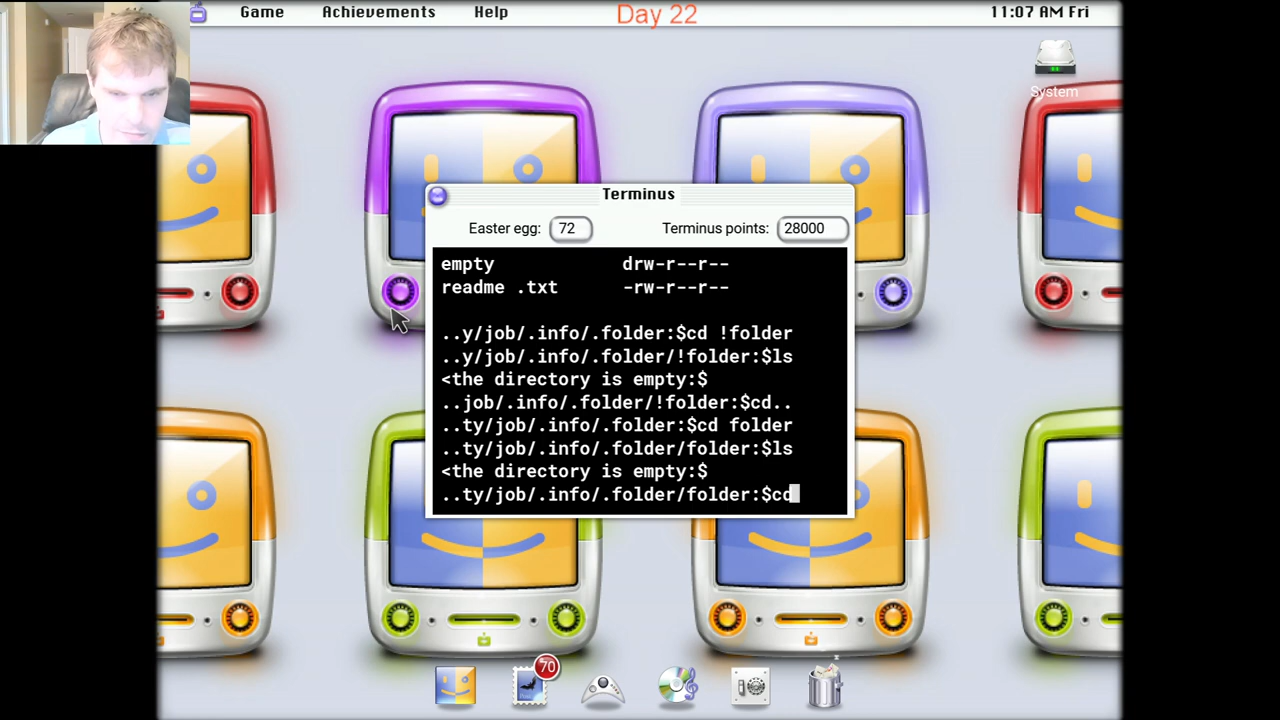 Game Achievements Help Day 22 11:07 AM Fri
System
Terminus
Easter egg: 72 Terminus points: 28000
empty drw-r--r--
readme .txt -rw-r--r--
..y/job/.info/.folder:$cd !folder
..y/job/.info/.folder/!folder:$ls
<the directory is empty:$
..job/.info/.folder/!folder:$cd..
..ty/job/.info/.folder:$cd folder
..ty/job/.info/.folder/folder:$ls
<the directory is empty:$
..ty/job/.info/.folder/folder:$cd
70